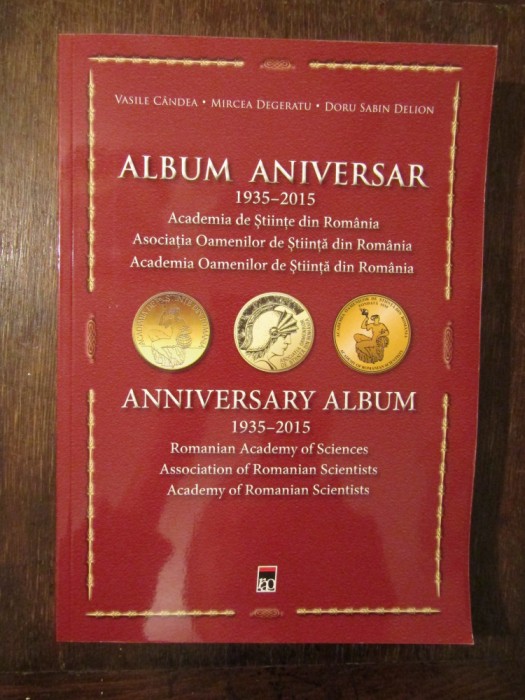 VASILE CÂNDEA • MIRCEA DEGERATU • DORU SABIN DELION
ALBUM ANIVERSAR
1935–2015
Academia de Științe din România
Asociația Oamenilor de Știință din România
Academia Oamenilor de Știință din România
ANNIVERSARY ALBUM
1935–2015
Romanian Academy of Sciences
Association of Romanian Scientists
Academy of Romanian Scientists
rao